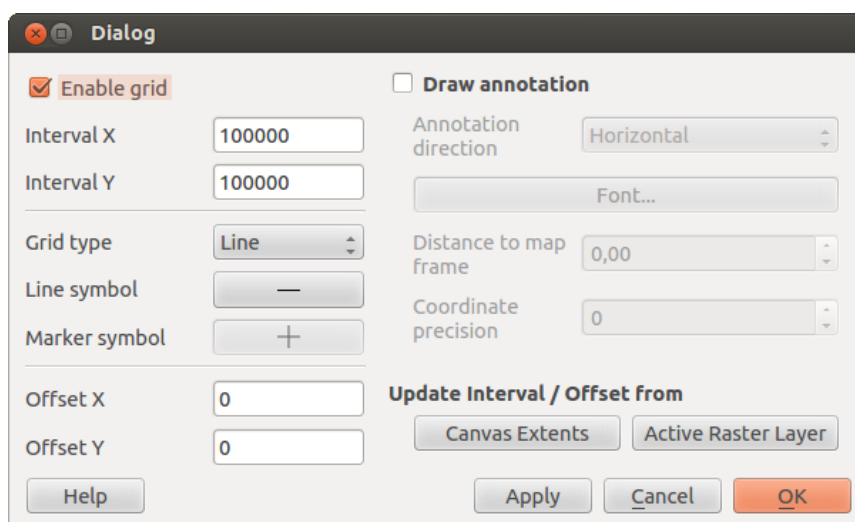 Dialog
Enable grid
Interval X
100000
Interval Y
100000
Grid type
Line
Line symbol
Marker symbol
Offset X
0
Offset Y
0
Help
Draw annotation
Annotation
direction
Horizontal
Font...
Distance to map
frame
0,00
Coordinate
precision
0
Update Interval / Offset from
Canvas Extents
Active Raster Layer
Apply
Cancel
OK